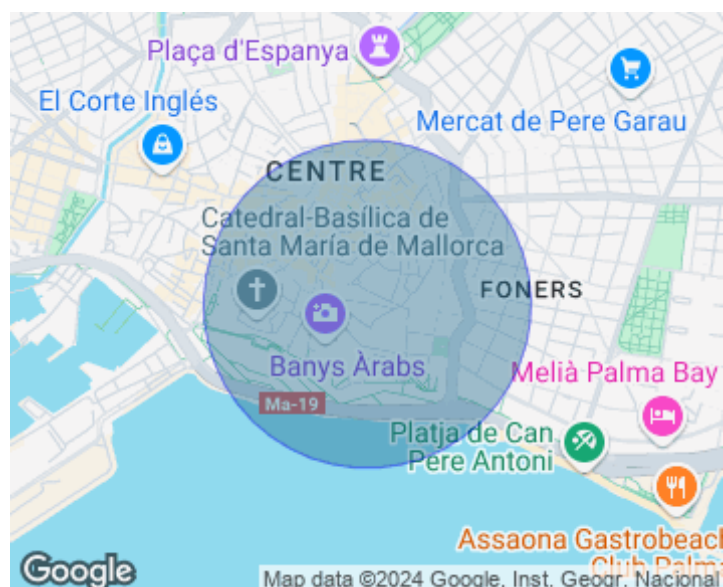 Plaça d'Espanya
El Corte Inglés
Mercat de Pere Garau
CENTRE
Catedral-Basílica de
Santa María de Mallorca
FONERS
Banys Àrabs
Melià Palma Bay
Ma-19
Platja de Can
Pere Antoni
Assaona Gastrobeach
Club Palma
Google
Map data ©2024 Google, Inst. Geogr. Nacional